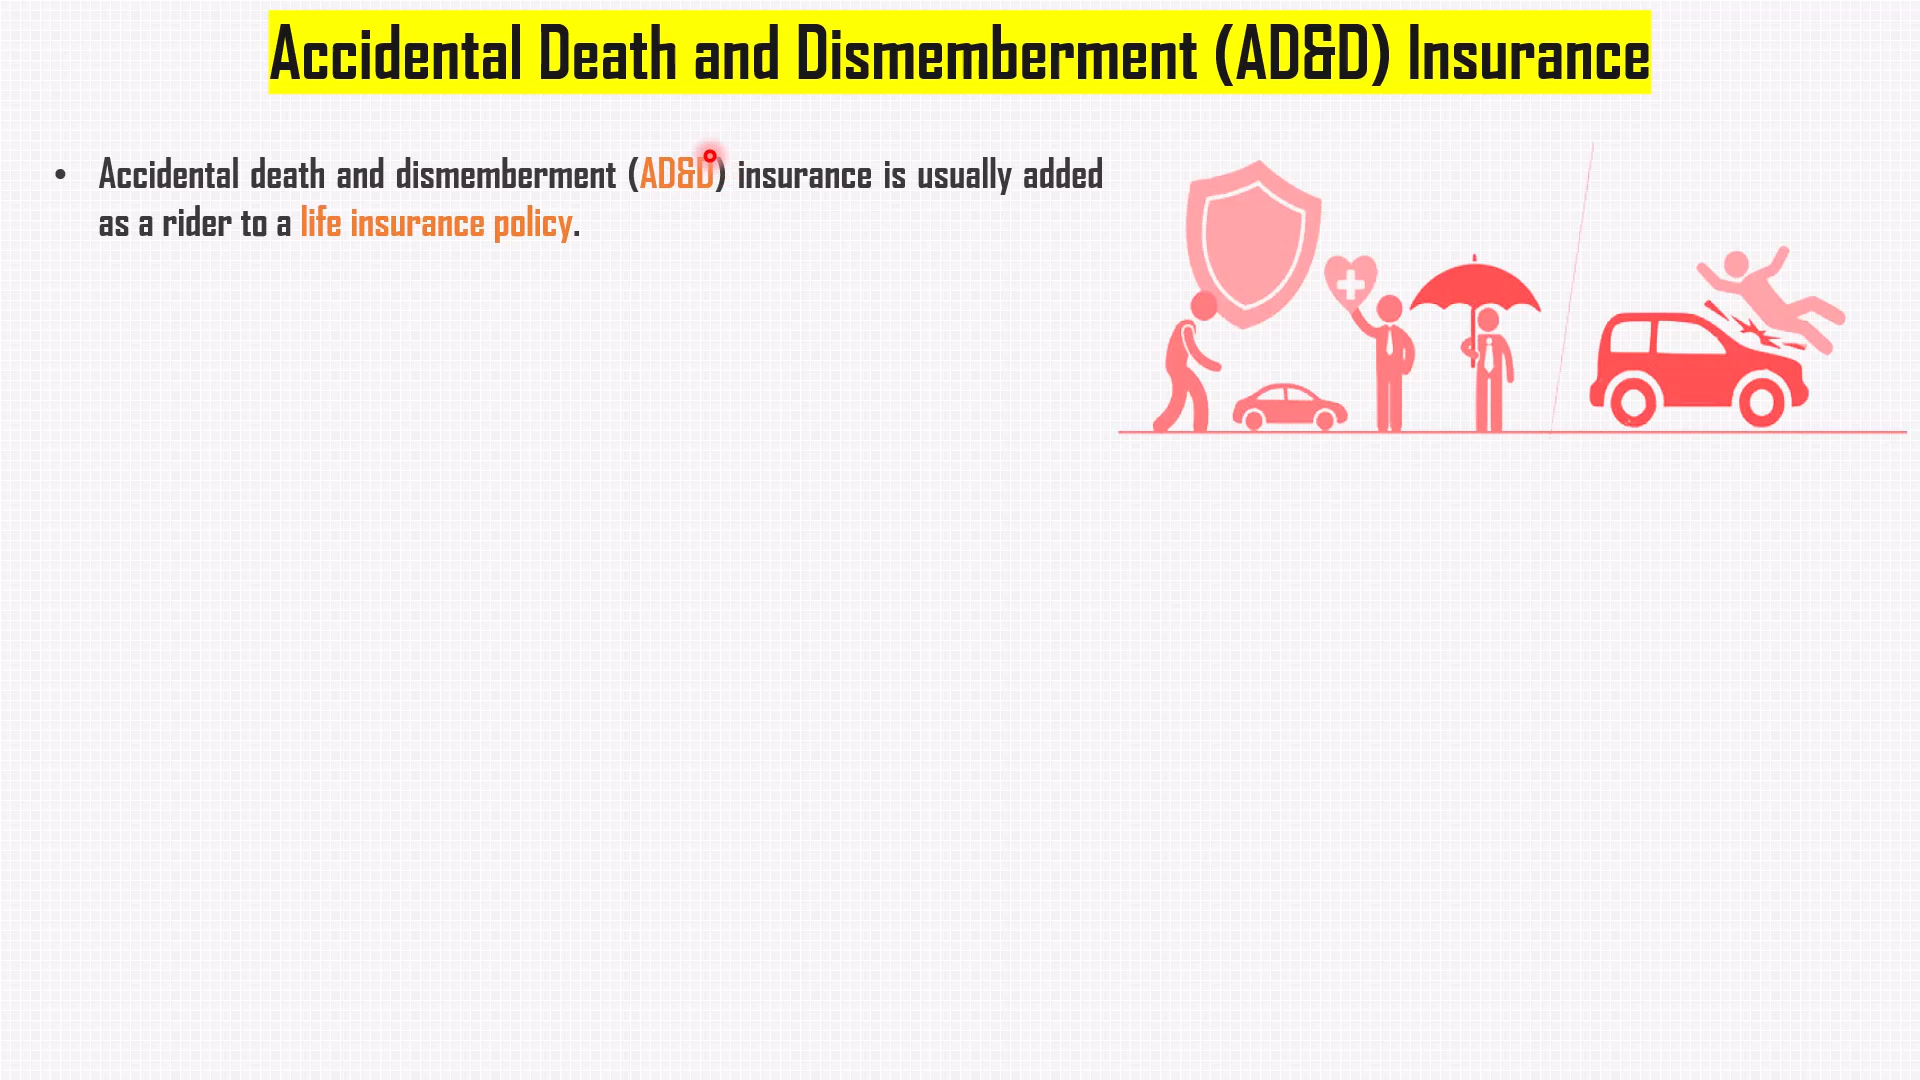 Accidental Death and Dismemberment (AD&D) Insurance
• Accidental death and dismemberment (AD&D) insurance is usually added
as a rider to a life insurance policy.